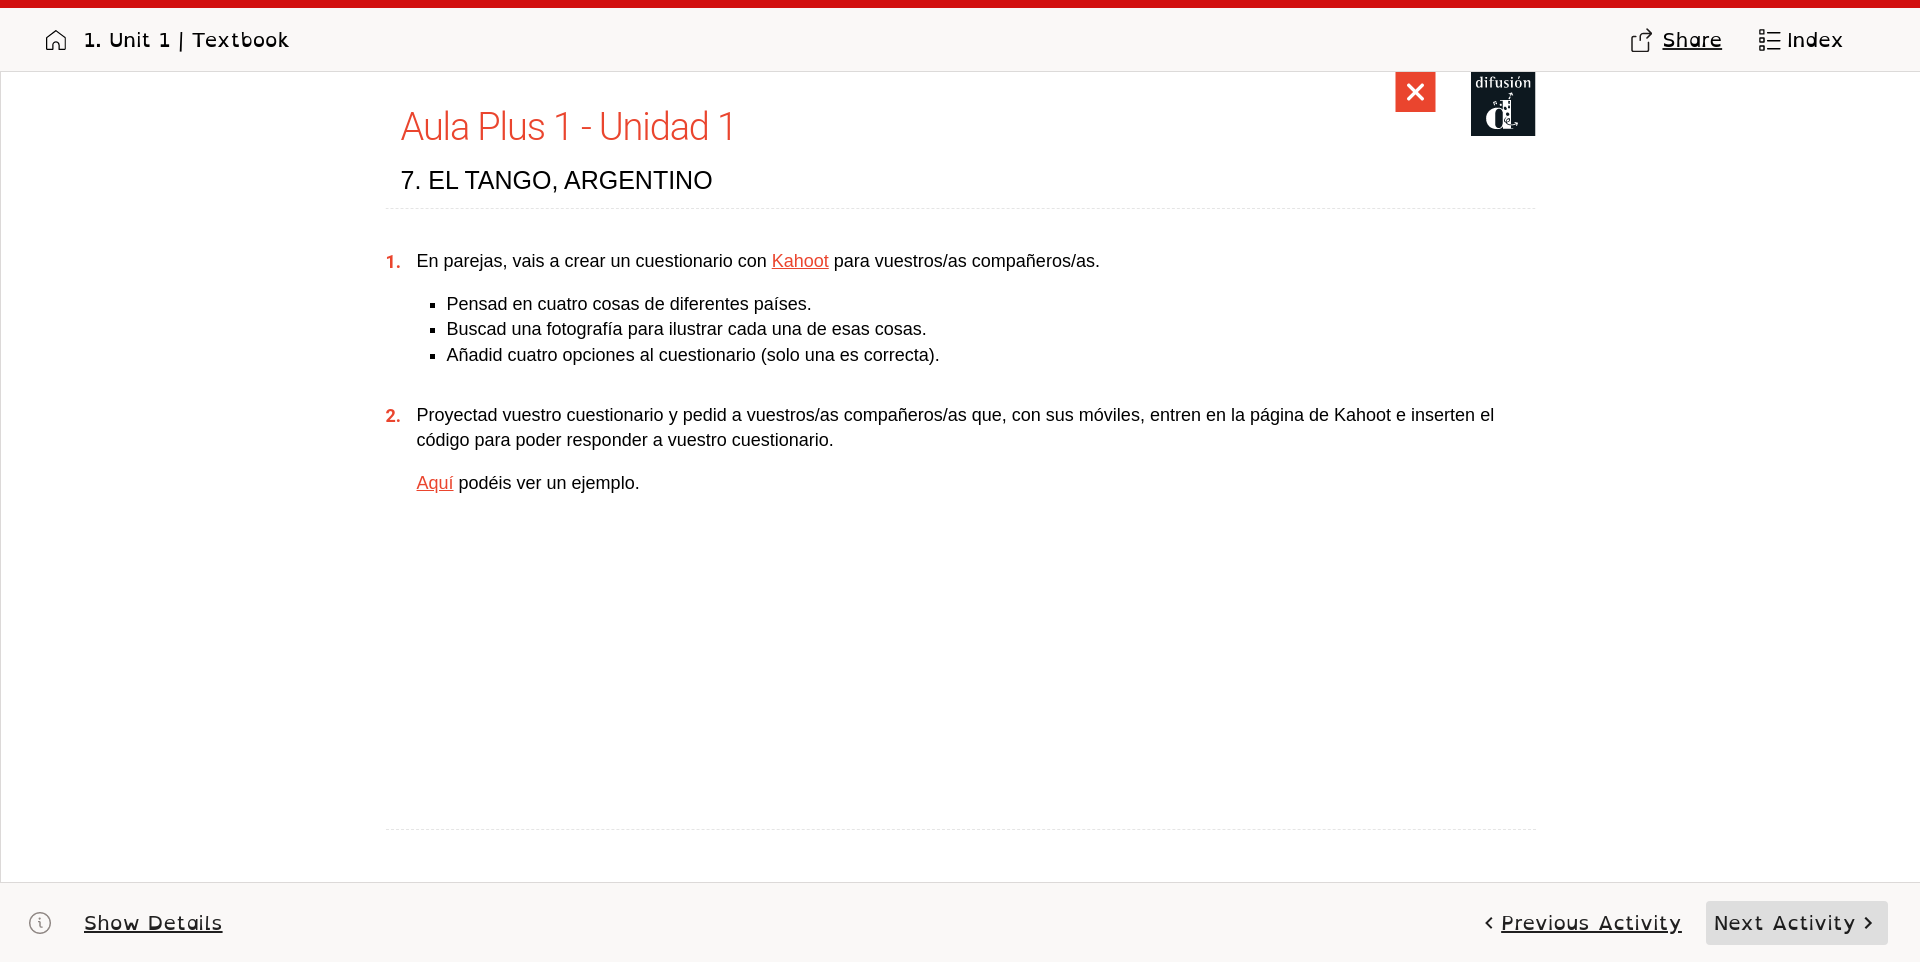 1. Unit 1 | Textbook
Share
Index
difusión
Aula Plus 1 - Unidad 1
7. EL TANGO, ARGENTINO
1. En parejas, vais a crear un cuestionario con Kahoot para vuestros/as compañeros/as.
Pensad en cuatro cosas de diferentes países.
Buscad una fotografía para ilustrar cada una de esas cosas.
Añadid cuatro opciones al cuestionario (solo una es correcta).
2. Proyectad vuestro cuestionario y pedid a vuestros/as compañeros/as que, con sus móviles, entren en la página de Kahoot e inserten el
código para poder responder a vuestro cuestionario.
Aquí podéis ver un ejemplo.
Show Details
Previous Activity
Next Activity